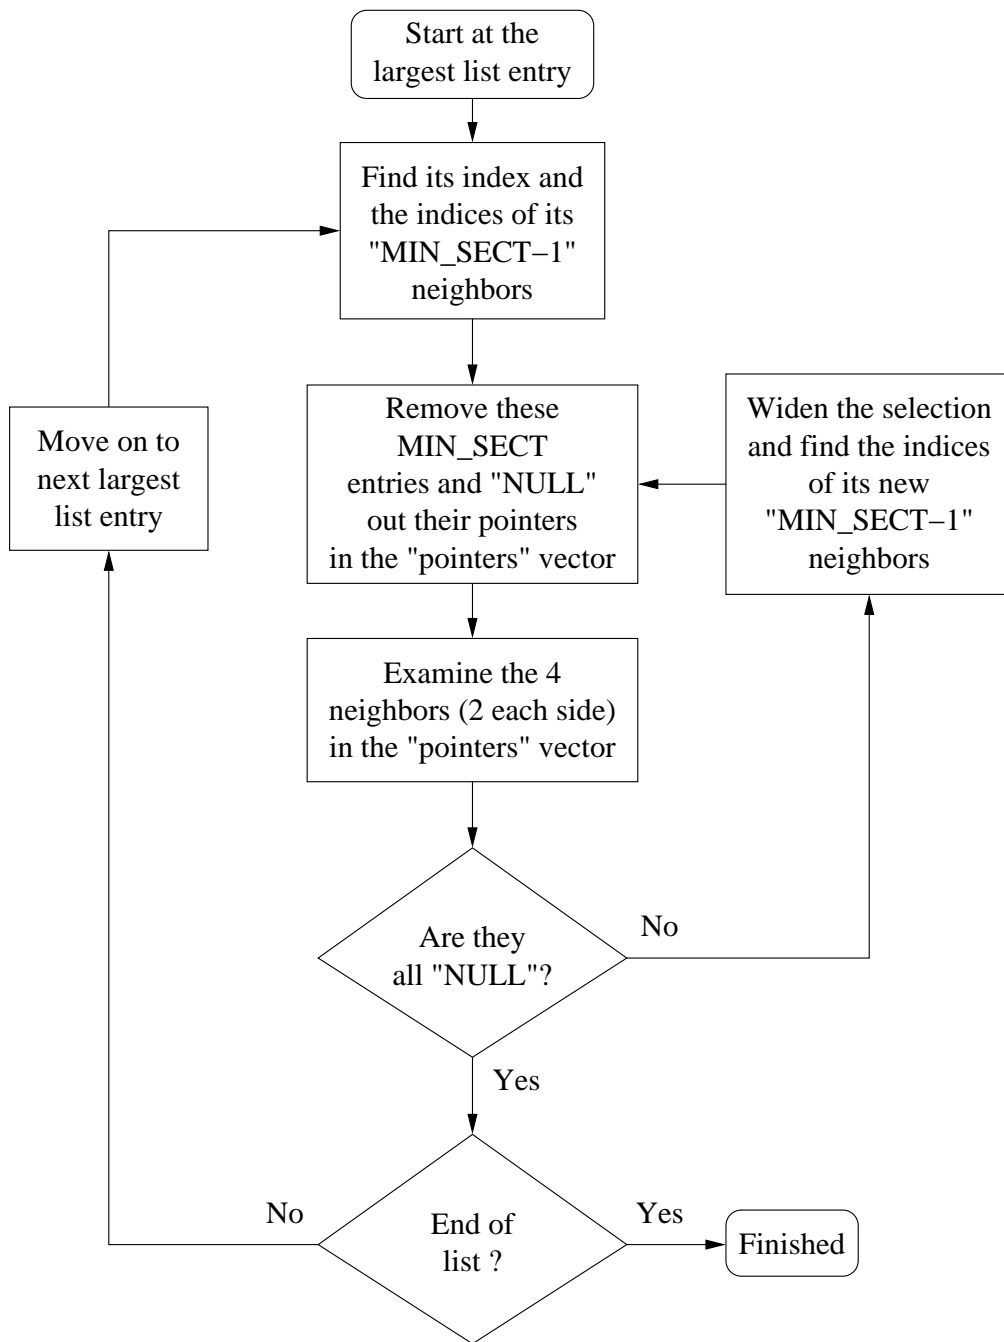 Start at the
largest list entry
Find its index and
the indices of its
"MIN_SECT−1"
neighbors
Remove these
MIN_SECT
entries and "NULL"
out their pointers
in the "pointers" vector
Widen the selection
and find the indices
of its new
"MIN_SECT−1"
neighbors
Move on to
next largest
list entry
Examine the 4
neighbors (2 each side)
in the "pointers" vector
Are they
all "NULL"?
No
Yes
End of
list ?
No
Yes
Finished